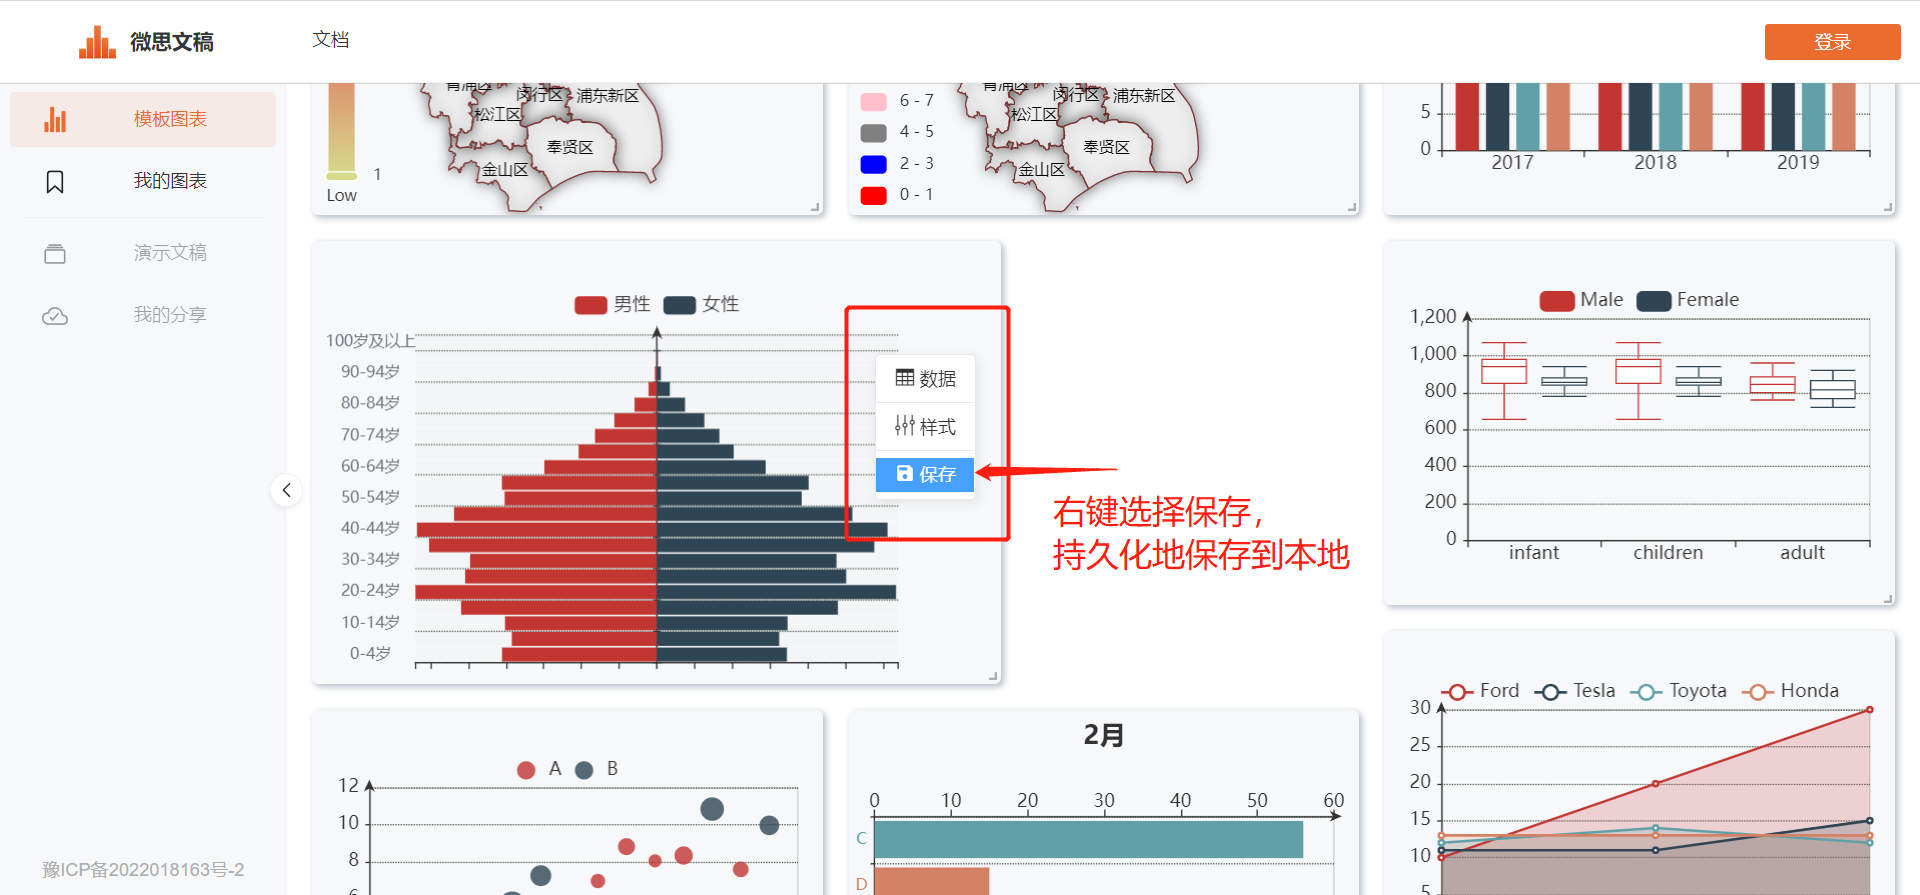 微思文稿
文档
登录
模板图表
我的图表
演示文稿
我的分享
豫ICP备2022018163号-2
1
Low
青浦区
闵行区
浦东新区
松江区
奉贤区
金山区
6 - 7
4 - 5
2 - 3
0 - 1
青浦区
闵行区
浦东新区
松江区
奉贤区
金山区
5
0
2017
2018
2019
男性
女性
100岁及以上
90-94岁
80-84岁
70-74岁
60-64岁
50-54岁
40-44岁
30-34岁
20-24岁
10-14岁
0-4岁
数据
样式
保存
右键选择保存，
持久化地保存到本地
Male
Female
1,200
1,000
800
600
400
200
0
infant
children
adult
A
B
12
10
8
6
2月
0
10
20
30
40
50
60
C
D
Ford
Tesla
Toyota
Honda
30
25
20
15
10
5